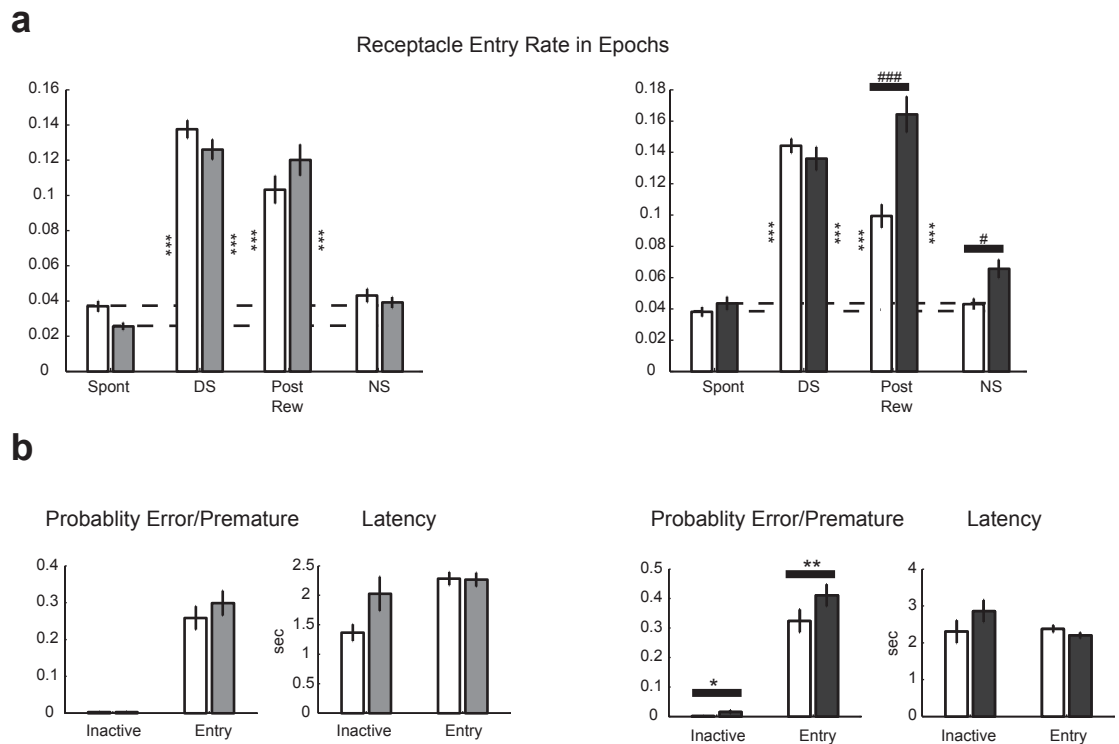 a
Receptacle Entry Rate in Epochs
0.16
0.14
0.12
0.1
0.08
0.06
0.04
0.02
0
***
***
***
***
Spont
DS
Post
Rew
NS
0.18
0.16
0.14
0.12
0.1
0.08
0.06
0.04
0.02
0
###
#
***
***
***
***
Spont
DS
Post
Rew
NS
b
Probablity Error/Premature
0.4
0.3
0.2
0.1
0
Inactive
Entry
Latency
sec
2.5
2
1.5
1
0.5
0
Inactive
Entry
Probablity Error/Premature
0.5
0.4
0.3
0.2
0.1
0
*
**
Inactive
Entry
Latency
sec
4
3
2
1
0
Inactive
Entry